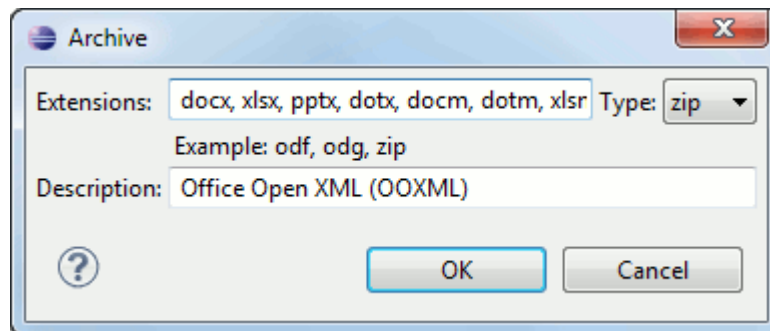 Archive
Extensions: docx, xlsx, pptx, dotx, docm, dotm, Type: zip
Example: odf, odg, zip
Description: Office Open XML (OOXML)
? OK Cancel